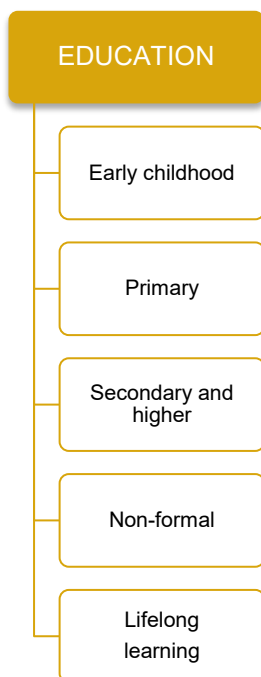 EDUCATION
Early childhood
Primary
Secondary and
higher
Non-formal
Lifelong
learning